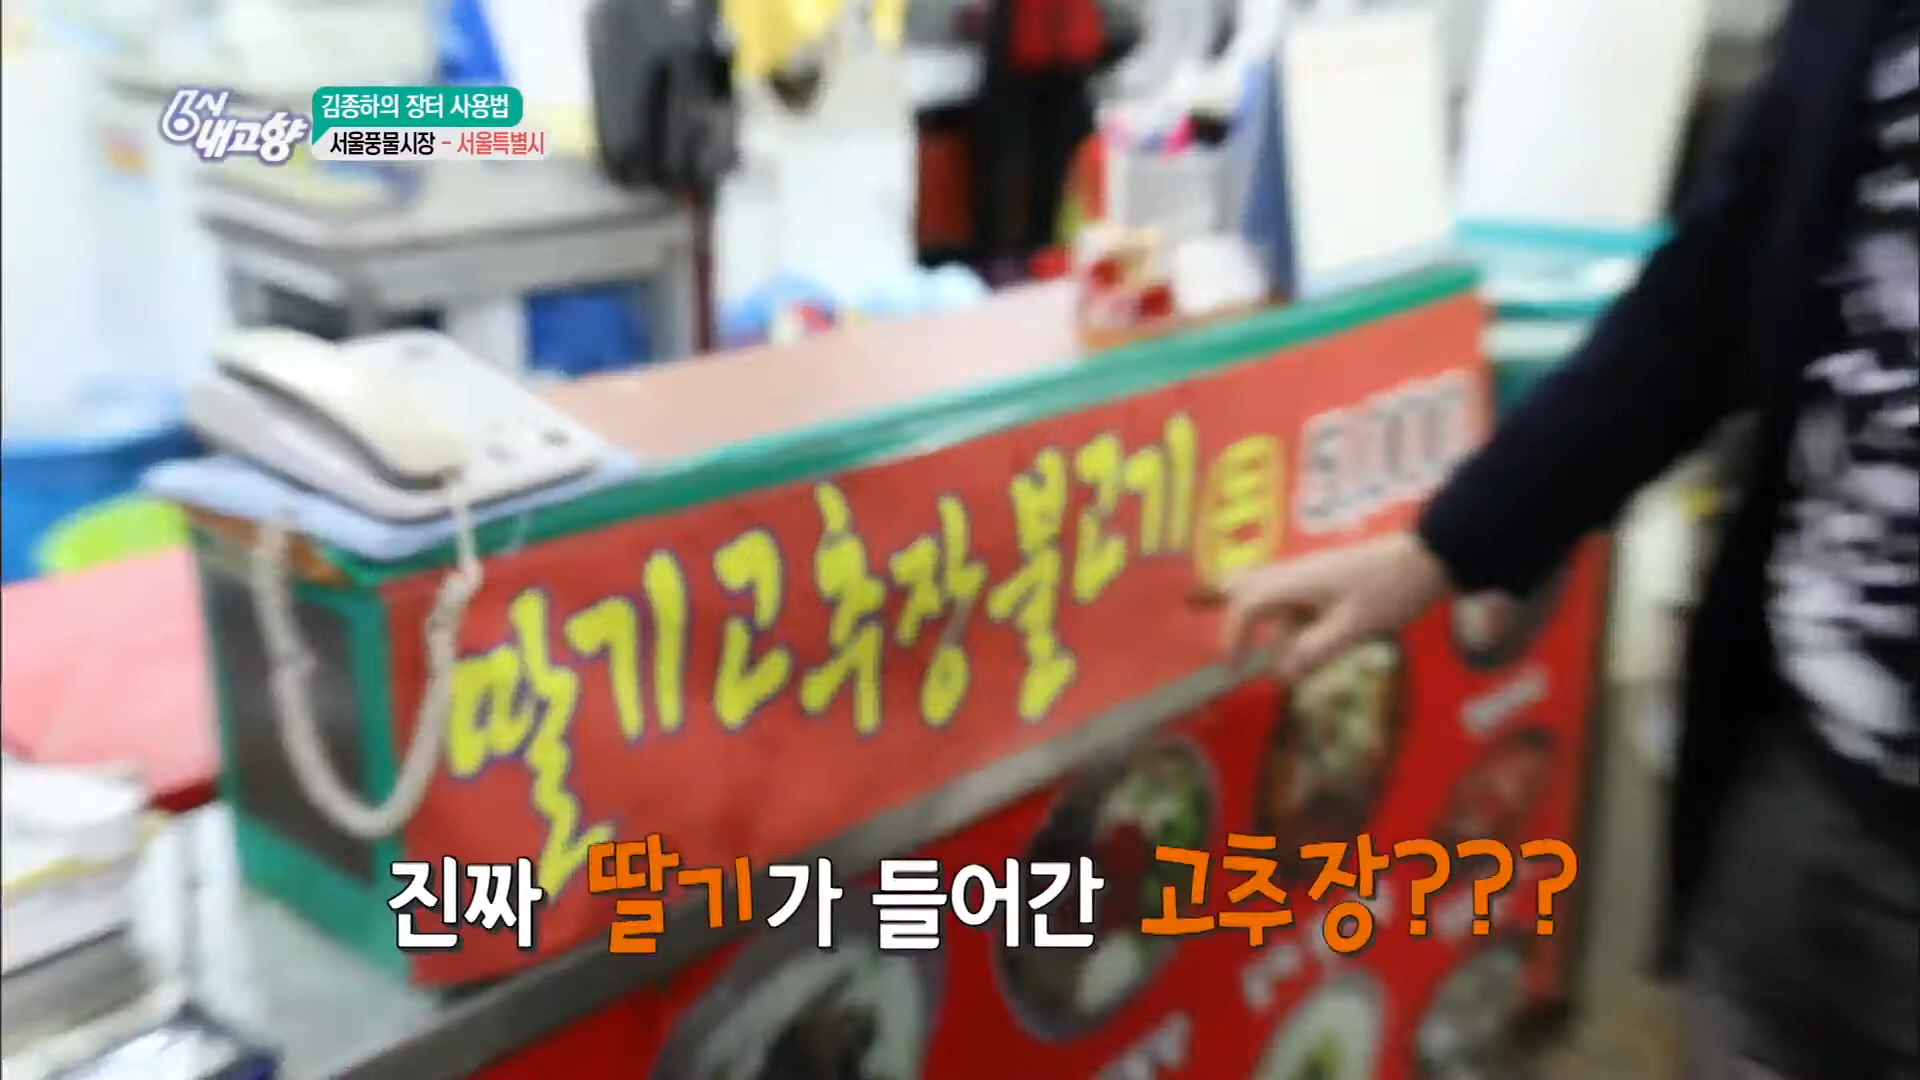 6시
내고향
김종하의 장터 사용법
서울풍물시장 - 서울특별시
딸기고추장불고기
진짜 딸기가 들어간 고추장???